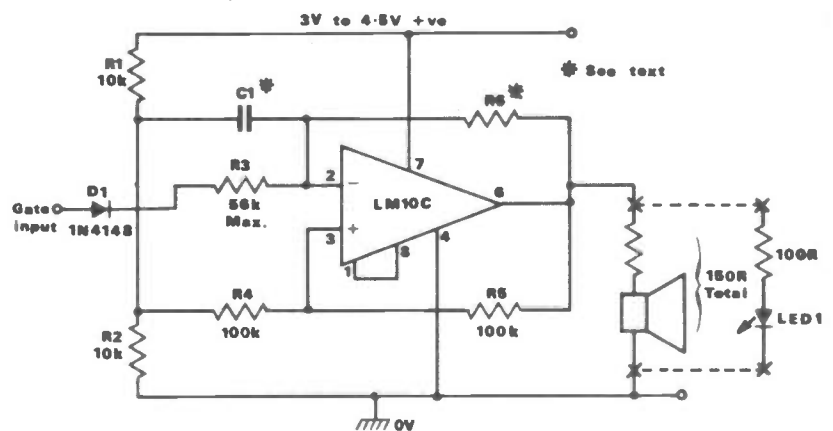 3V to 4·5V +ve
R1
10k
✱ See text
C1✱
R6✱
R3
56k
Max.
7
2
−
LM10C
6
D1
Gate
input
1N4148
3
+
4
8
1
R4
100k
R5
100k
150R
Total
100R
LED1
R2
10k
0V